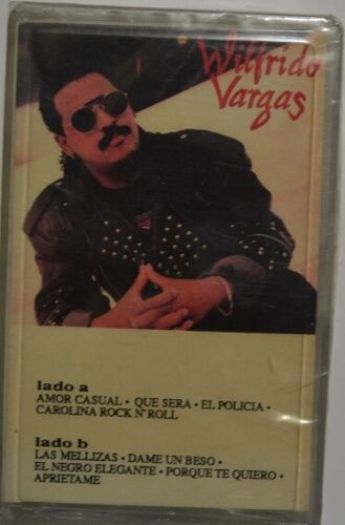 Wilfrido
Vargas
lado a
AMOR CASUAL • QUE SERA • EL POLICIA •
CAROLINA ROCK N' ROLL
lado b
LAS MELLIZAS • DAME UN BESO •
EL NEGRO ELEGANTE • PORQUE TE QUIERO •
APRIETAME